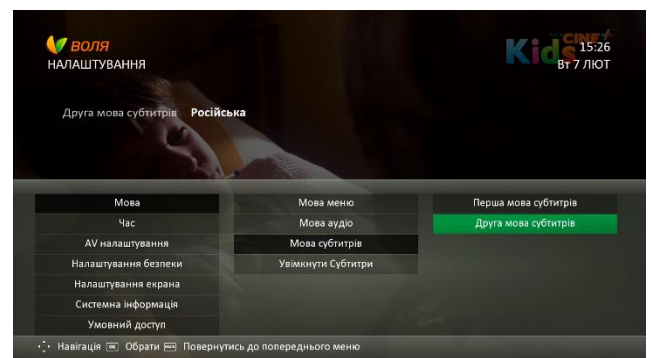 ВОЛЯ
НАЛАШТУВАННЯ
Kids CINE+
15:26
Вт 7 ЛЮТ
Друга мова субтитрів Російська
Мова
Час
AV налаштування
Налаштування безпеки
Налаштування екрана
Системна інформація
Умовний доступ
Мова меню
Мова аудіо
Мова субтитрів
Увімкнути Субтитри
Перша мова субтитрів
Друга мова субтитрів
Навігація OK Обрати Повернутись до попереднього меню